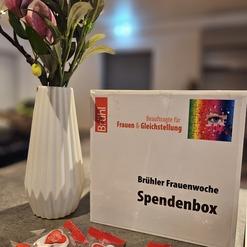 Brühl
Beauftragte für
Frauen & Gleichstellung
Brühler Frauenwoche
Spendenbox